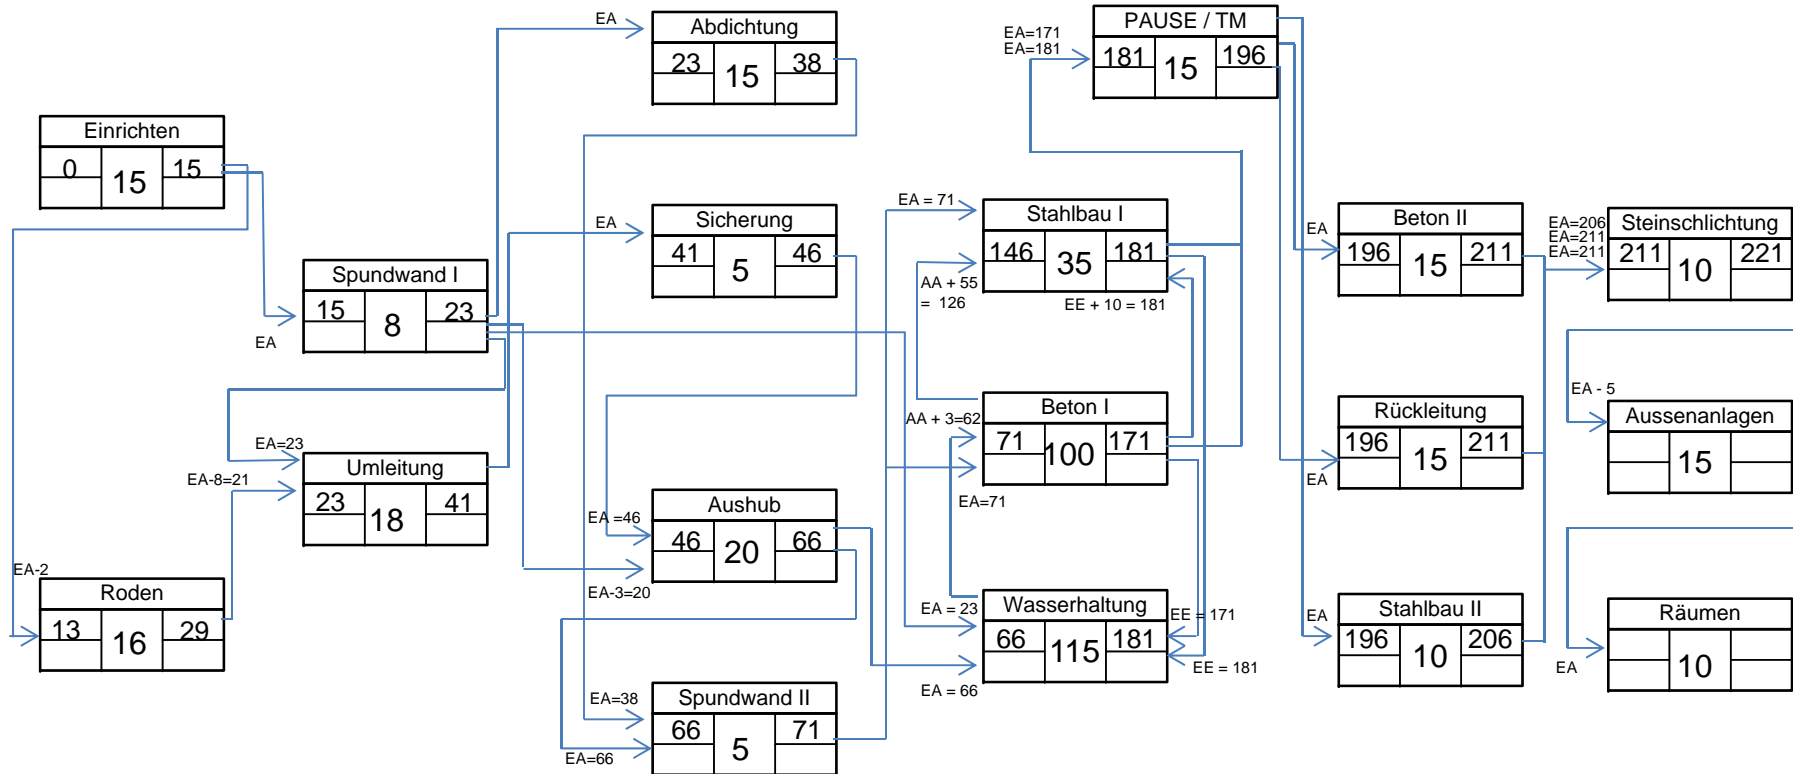 EA
Abdichtung
23
15
38
EA=171
EA=181
PAUSE / TM
181
15
196
Einrichten
0
15
15
EA
Sicherung
41
5
46
EA = 71
Stahlbau I
146
35
181
AA + 55
= 126
EE + 10 = 181
EA
Beton II
196
15
211
EA=206
EA=211
EA=211
Steinschlichtung
211
10
221
Spundwand I
15
8
23
EA
EA=23
EA-8=21
Umleitung
23
18
41
AA + 3=62
Beton I
71
100
171
EA=71
Rückleitung
196
15
211
EA
EA - 5
Aussenanlagen
15
EA =46
Aushub
46
20
66
EA-3=20
EA-2
Roden
13
16
29
EA = 23
Wasserhaltung
66
115
181
EE = 171
EE = 181
EA = 66
EA
Stahlbau II
196
10
206
EA
Räumen
10
EA=38
Spundwand II
66
5
71
EA=66